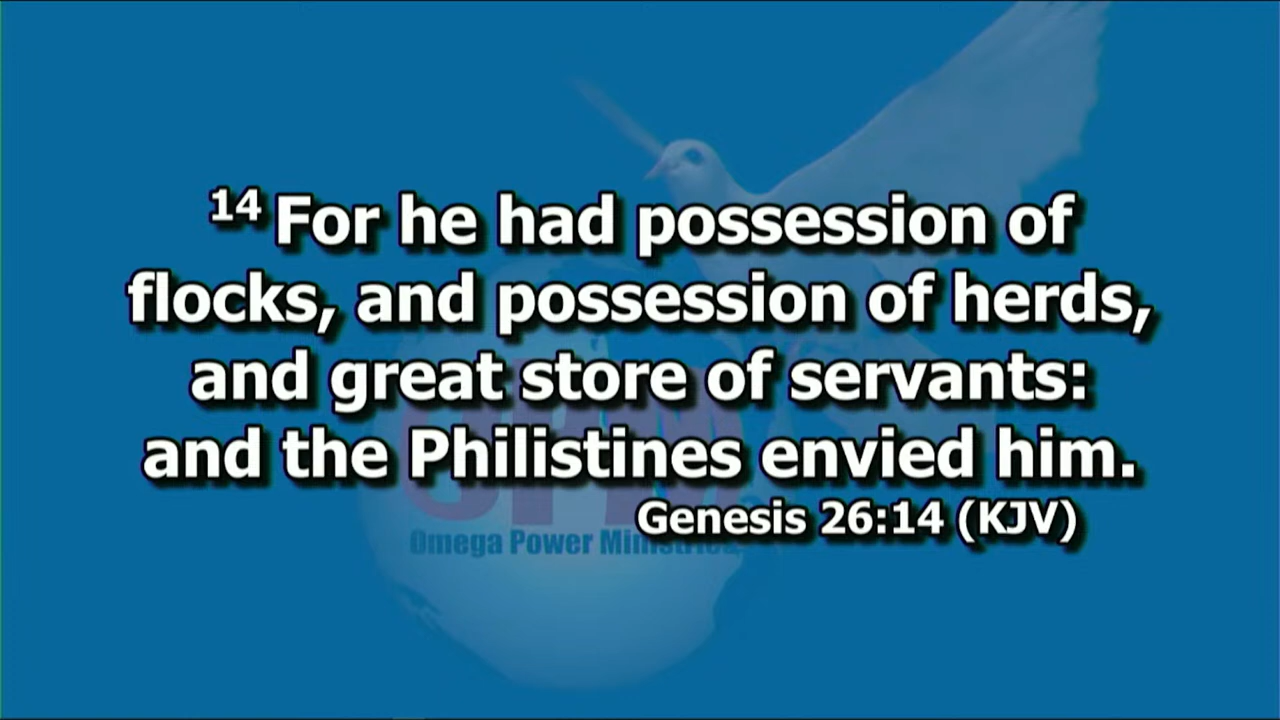 14 For he had possession of
flocks, and possession of herds,
and great store of servants:
and the Philistines envied him.
Genesis 26:14 (KJV)
OPM
Omega Power Ministries